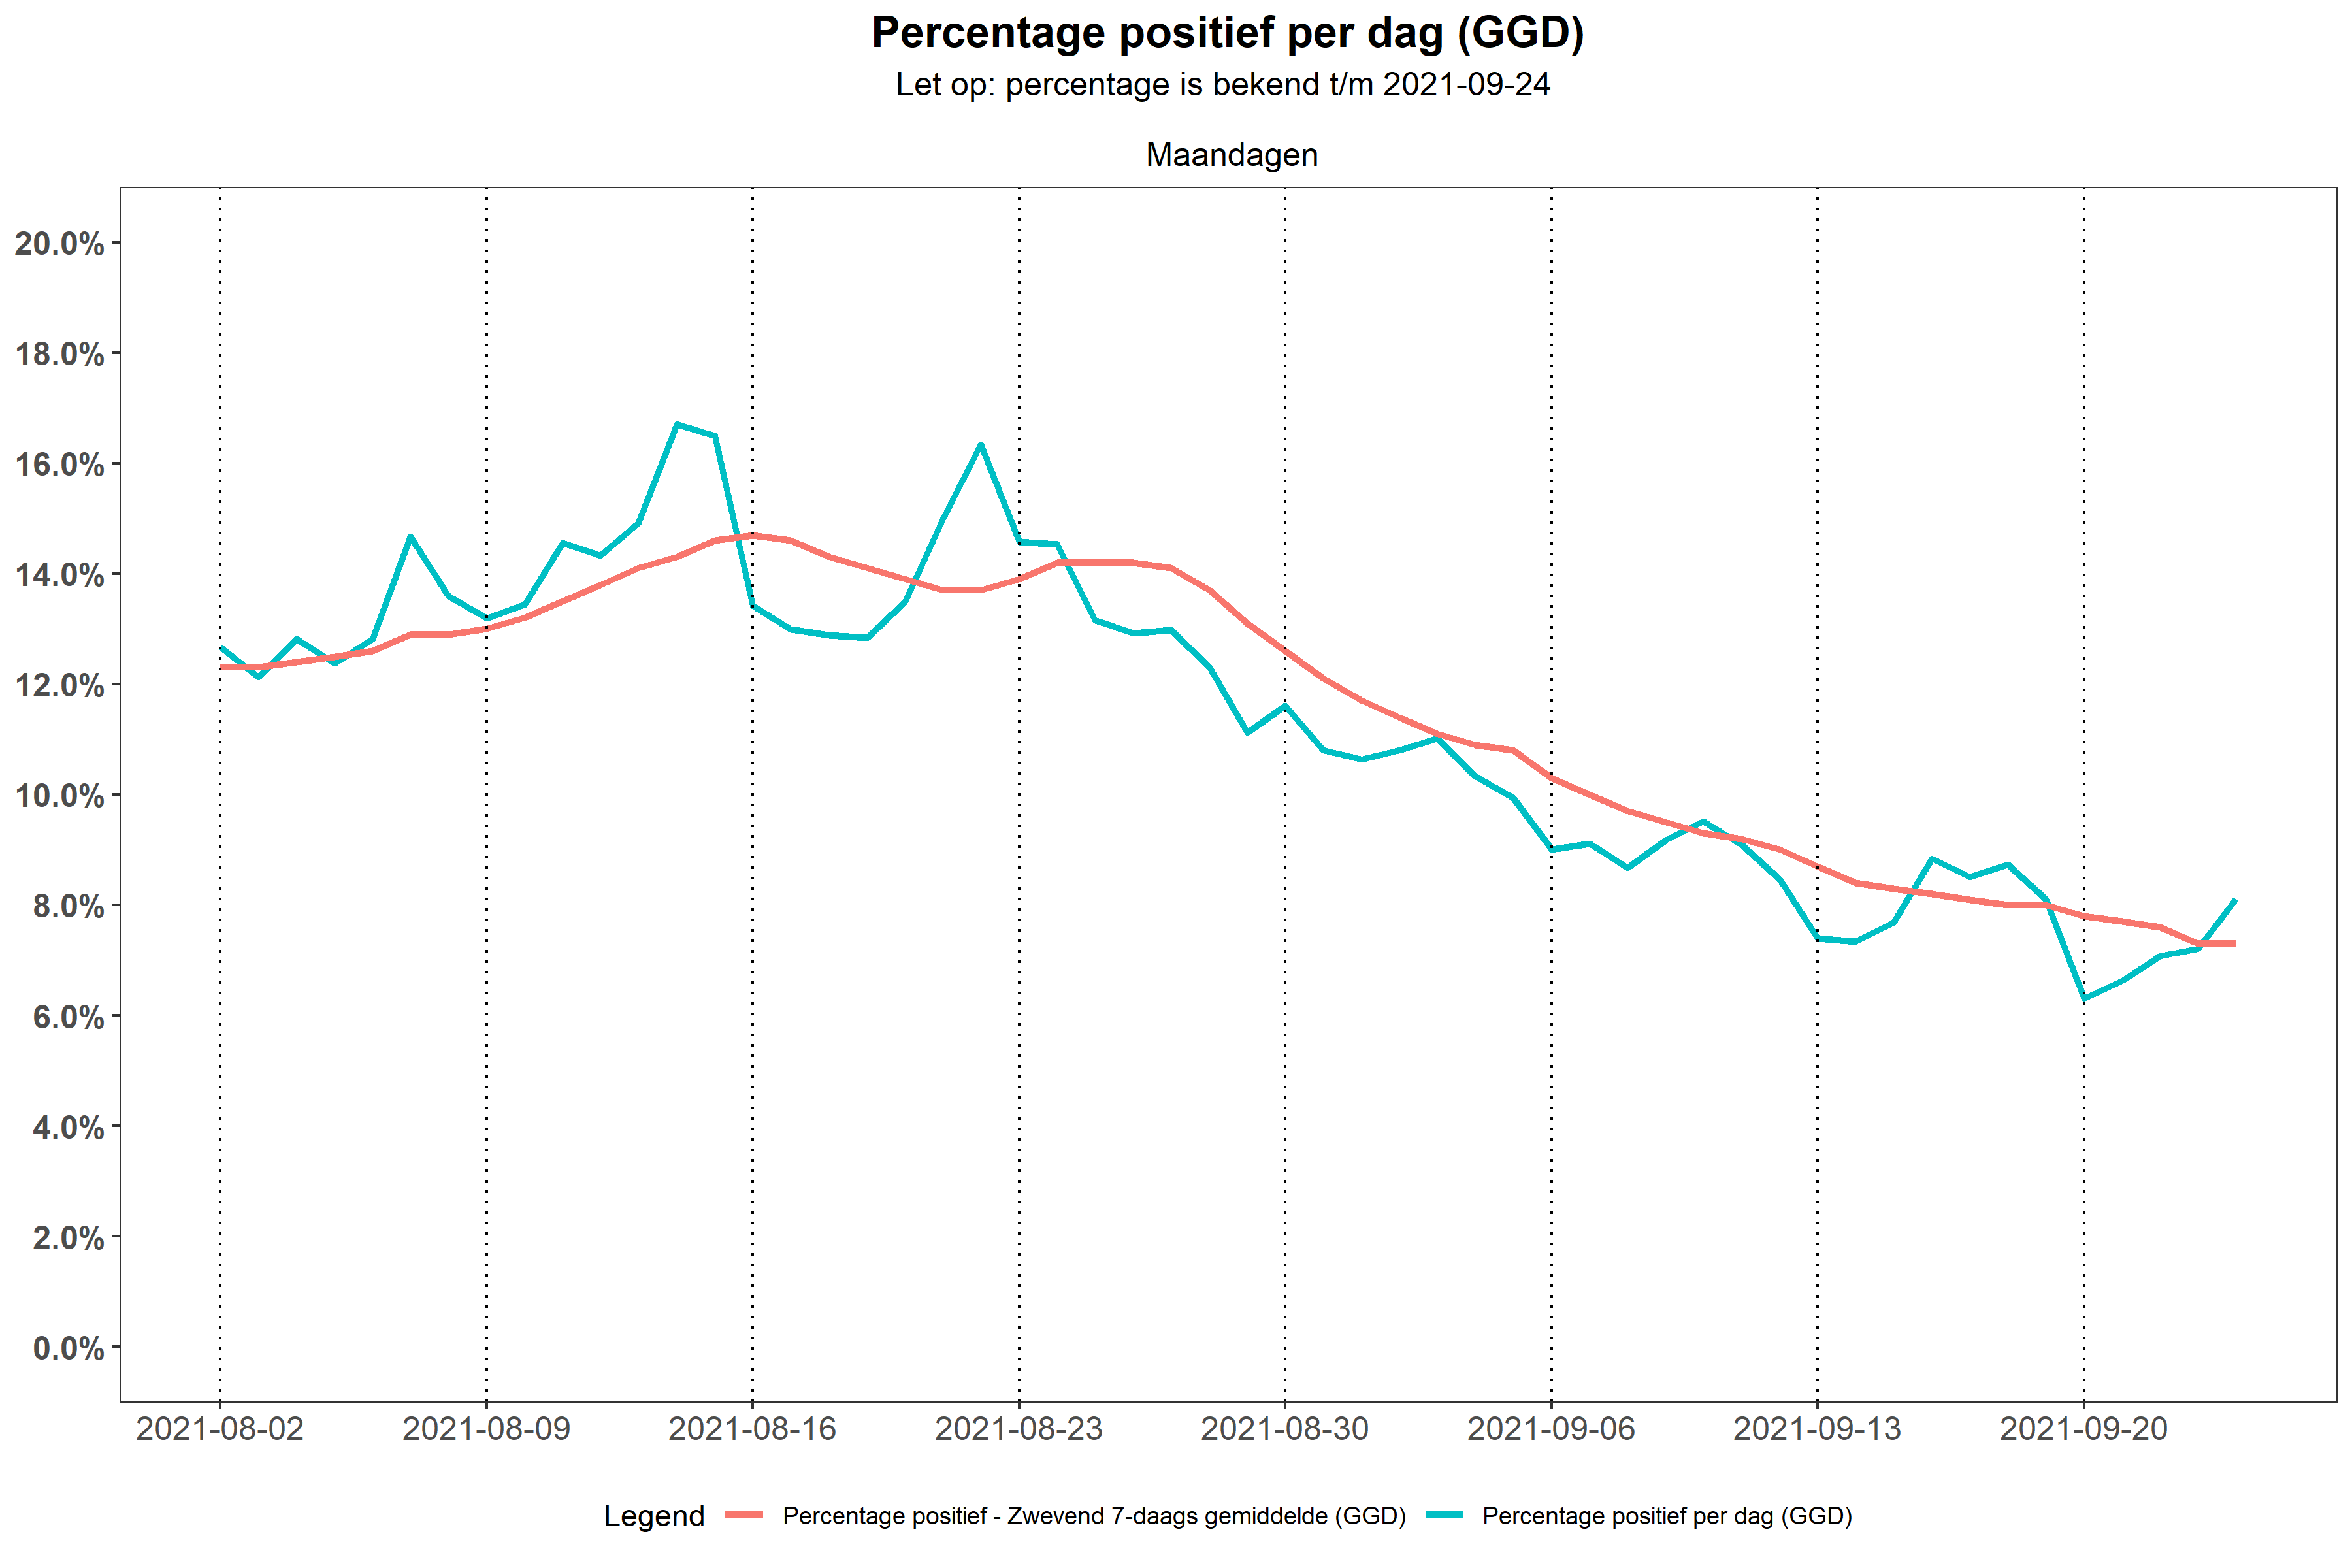 Percentage positief per dag (GGD)
Let op: percentage is bekend t/m 2021-09-24
Maandagen
20.0%
18.0%
16.0%
14.0%
12.0%
10.0%
8.0%
6.0%
4.0%
2.0%
0.0%
2021-08-02 2021-08-09 2021-08-16 2021-08-23 2021-08-30 2021-09-06 2021-09-13 2021-09-20
Legend Percentage positief - Zwevend 7-daags gemiddelde (GGD) Percentage positief per dag (GGD)